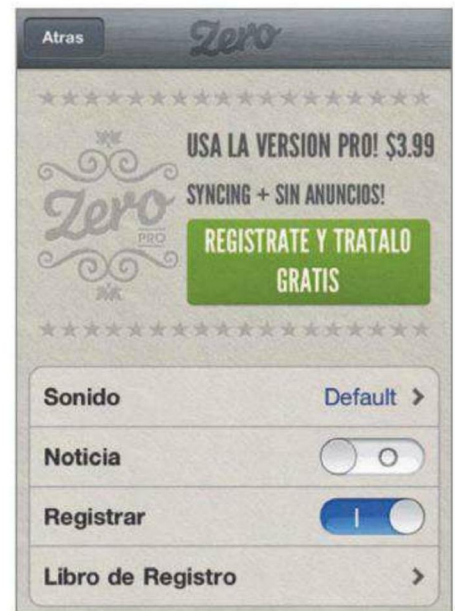 Atras
Zero
USA LA VERSION PRO! $3.99
SYNCING + SIN ANUNCIOS!
Zero
PRO
REGISTRATE Y TRATALO
GRATIS
Sonido Default >
Noticia
Registrar
Libro de Registro >